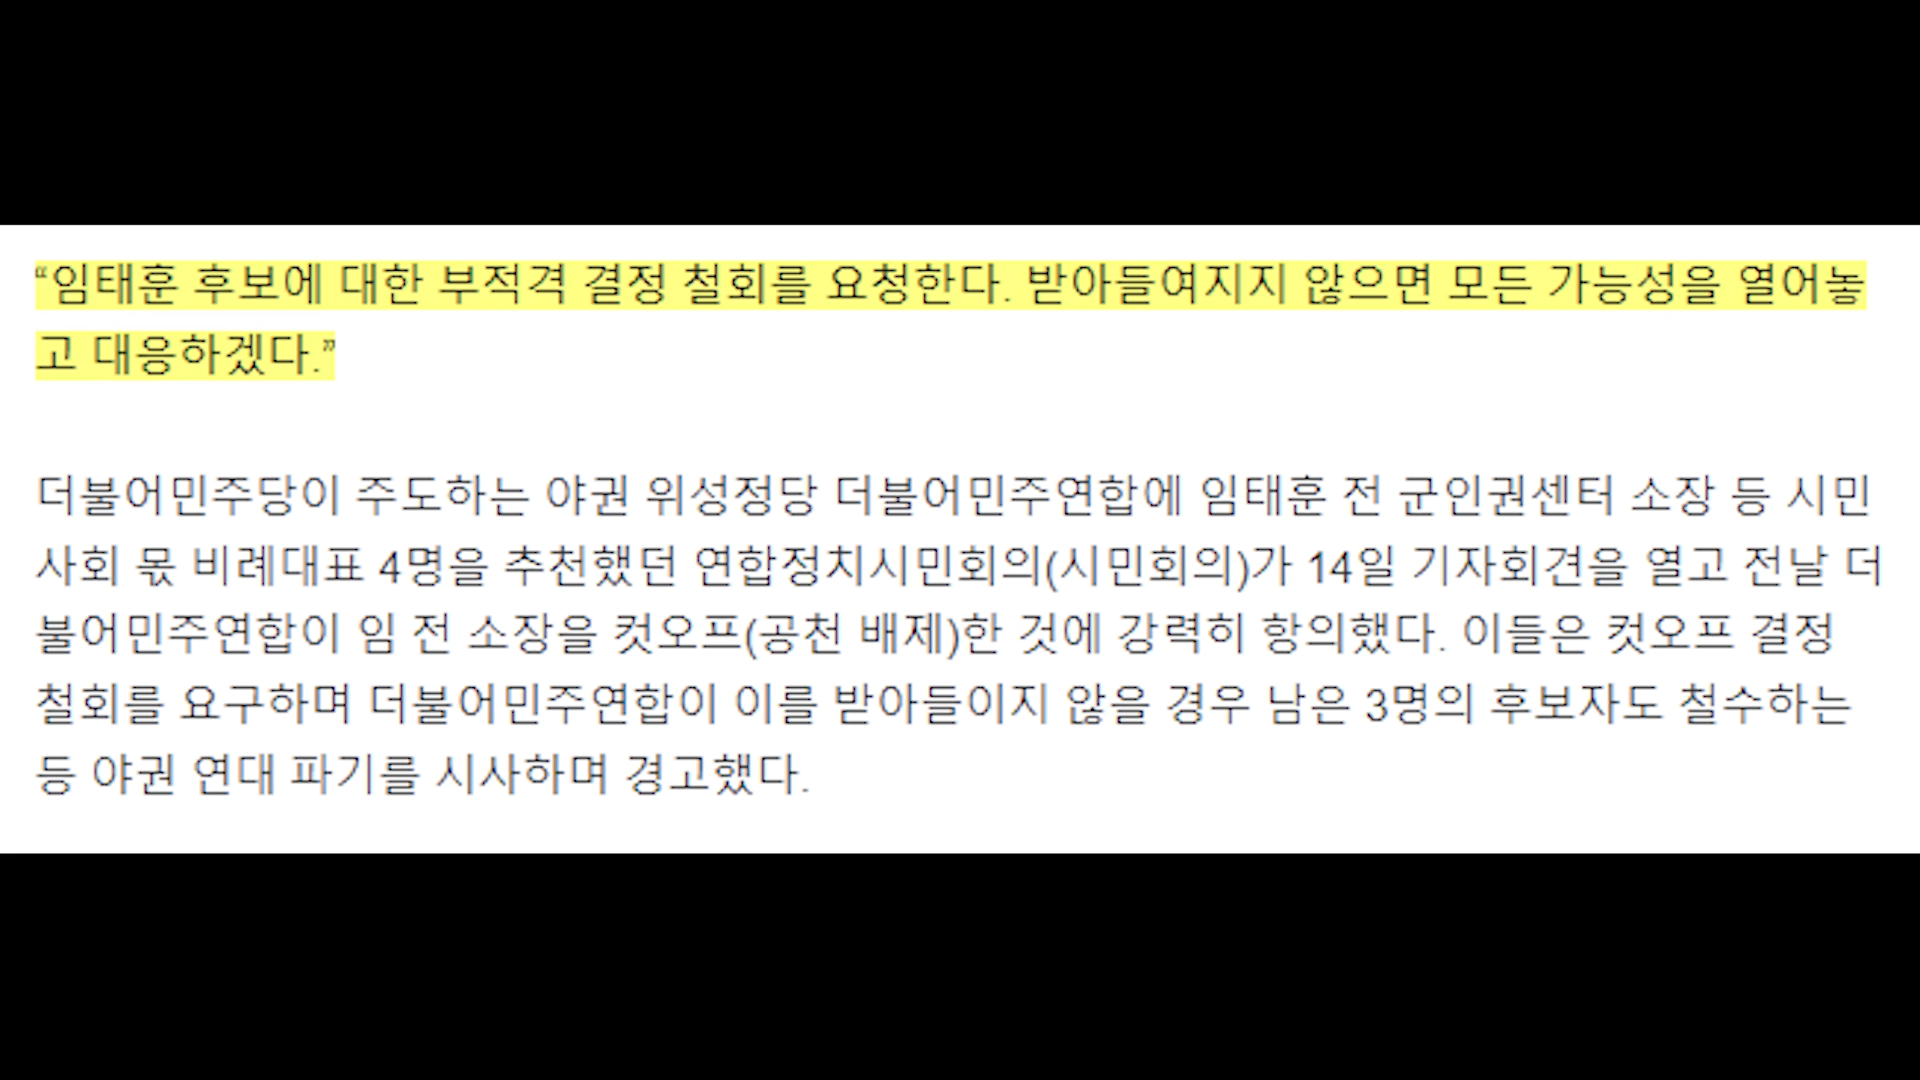 “임태훈 후보에 대한 부적격 결정 철회를 요청한다. 받아들여지지 않으면 모든 가능성을 열어놓
고 대응하겠다.”
더불어민주당이 주도하는 야권 위성정당 더불어민주연합에 임태훈 전 군인권센터 소장 등 시민
사회 몫 비례대표 4명을 추천했던 연합정치시민회의(시민회의)가 14일 기자회견을 열고 전날 더
불어민주연합이 임 전 소장을 컷오프(공천 배제)한 것에 강력히 항의했다. 이들은 컷오프 결정
철회를 요구하며 더불어민주연합이 이를 받아들이지 않을 경우 남은 3명의 후보자도 철수하는
등 야권 연대 파기를 시사하며 경고했다.